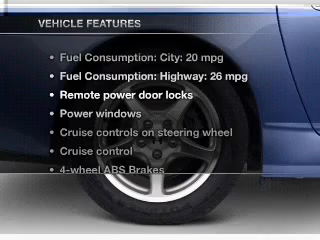 VEHICLE FEATURES
• Fuel Consumption: City: 20 mpg
• Fuel Consumption: Highway: 26 mpg
• Remote power door locks
• Power windows
• Cruise controls on steering wheel
• Cruise control
• 4-wheel ABS Brakes